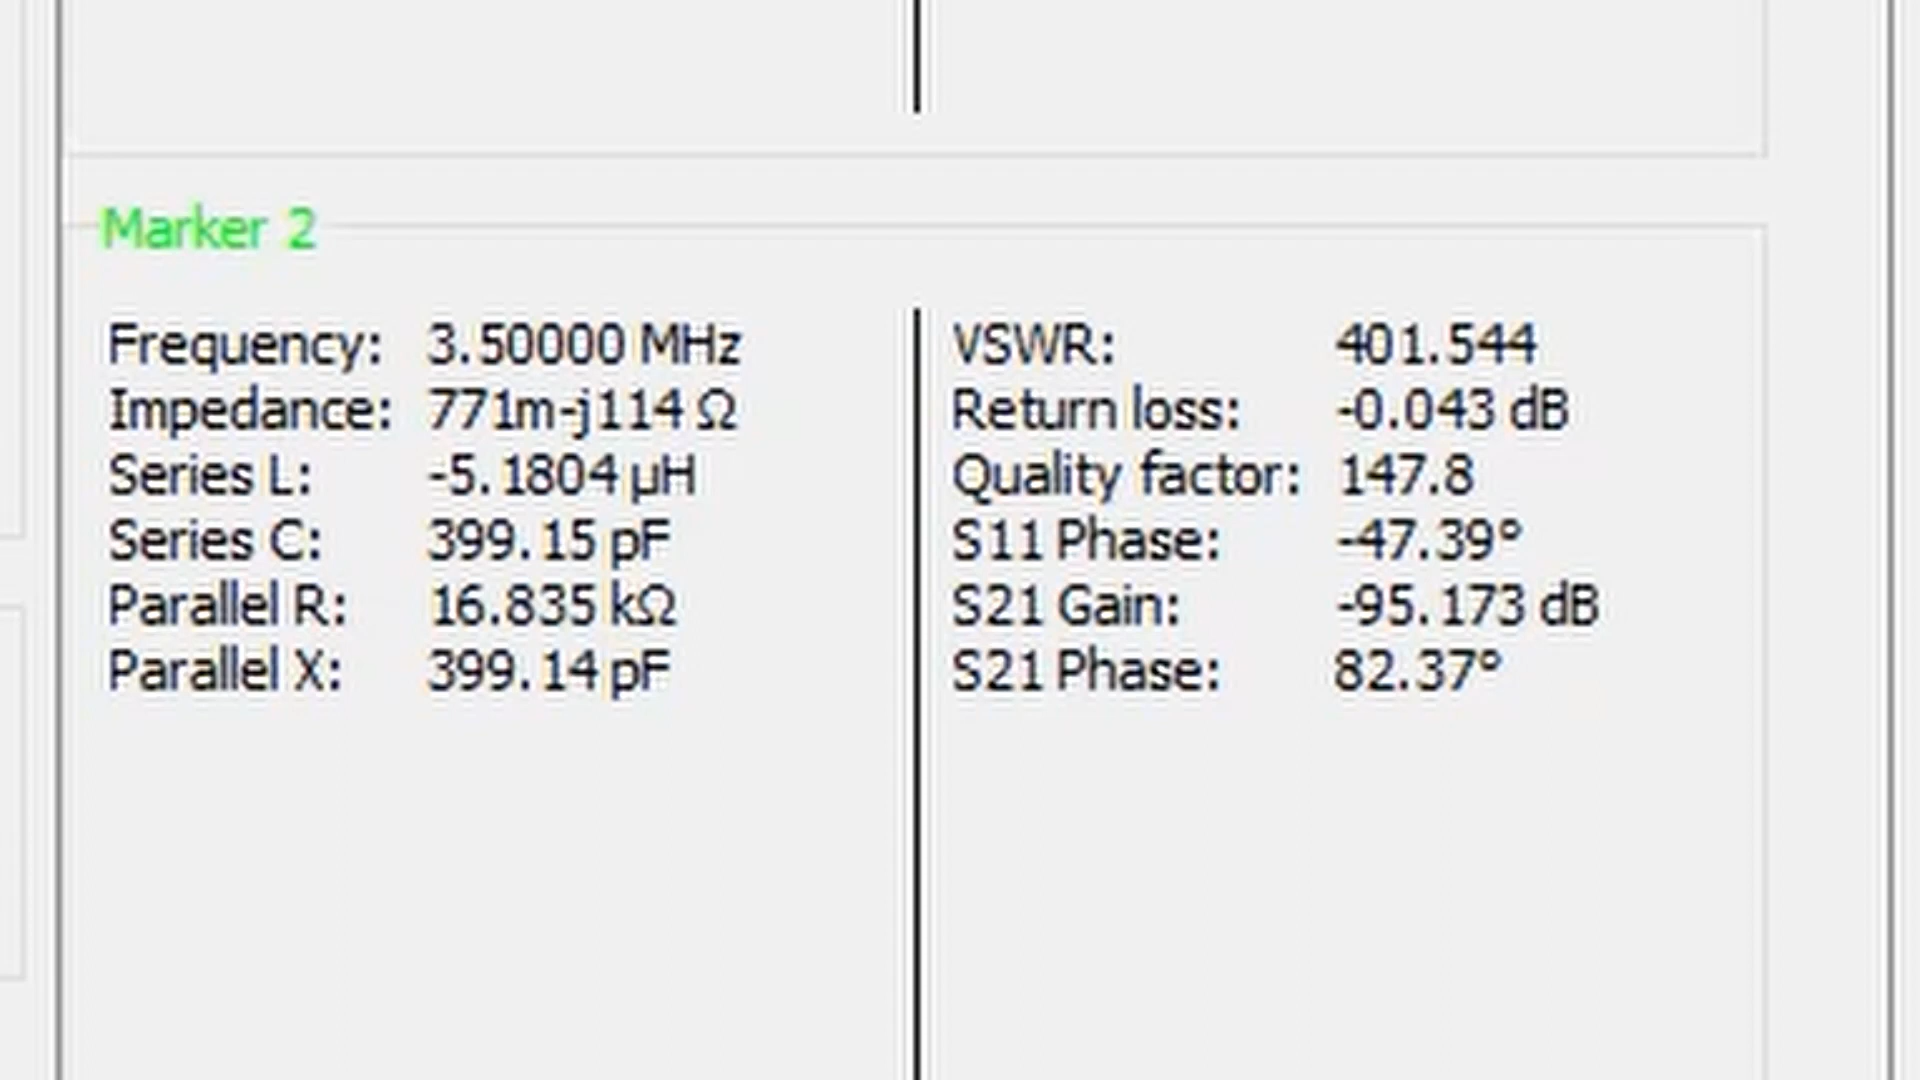 Marker 2
Frequency: 3.50000 MHz
Impedance: 771m-j114 Ω
Series L: -5.1804 µH
Series C: 399.15 pF
Parallel R: 16.835 kΩ
Parallel X: 399.14 pF
VSWR: 401.544
Return loss: -0.043 dB
Quality factor: 147.8
S11 Phase: -47.39°
S21 Gain: -95.173 dB
S21 Phase: 82.37°